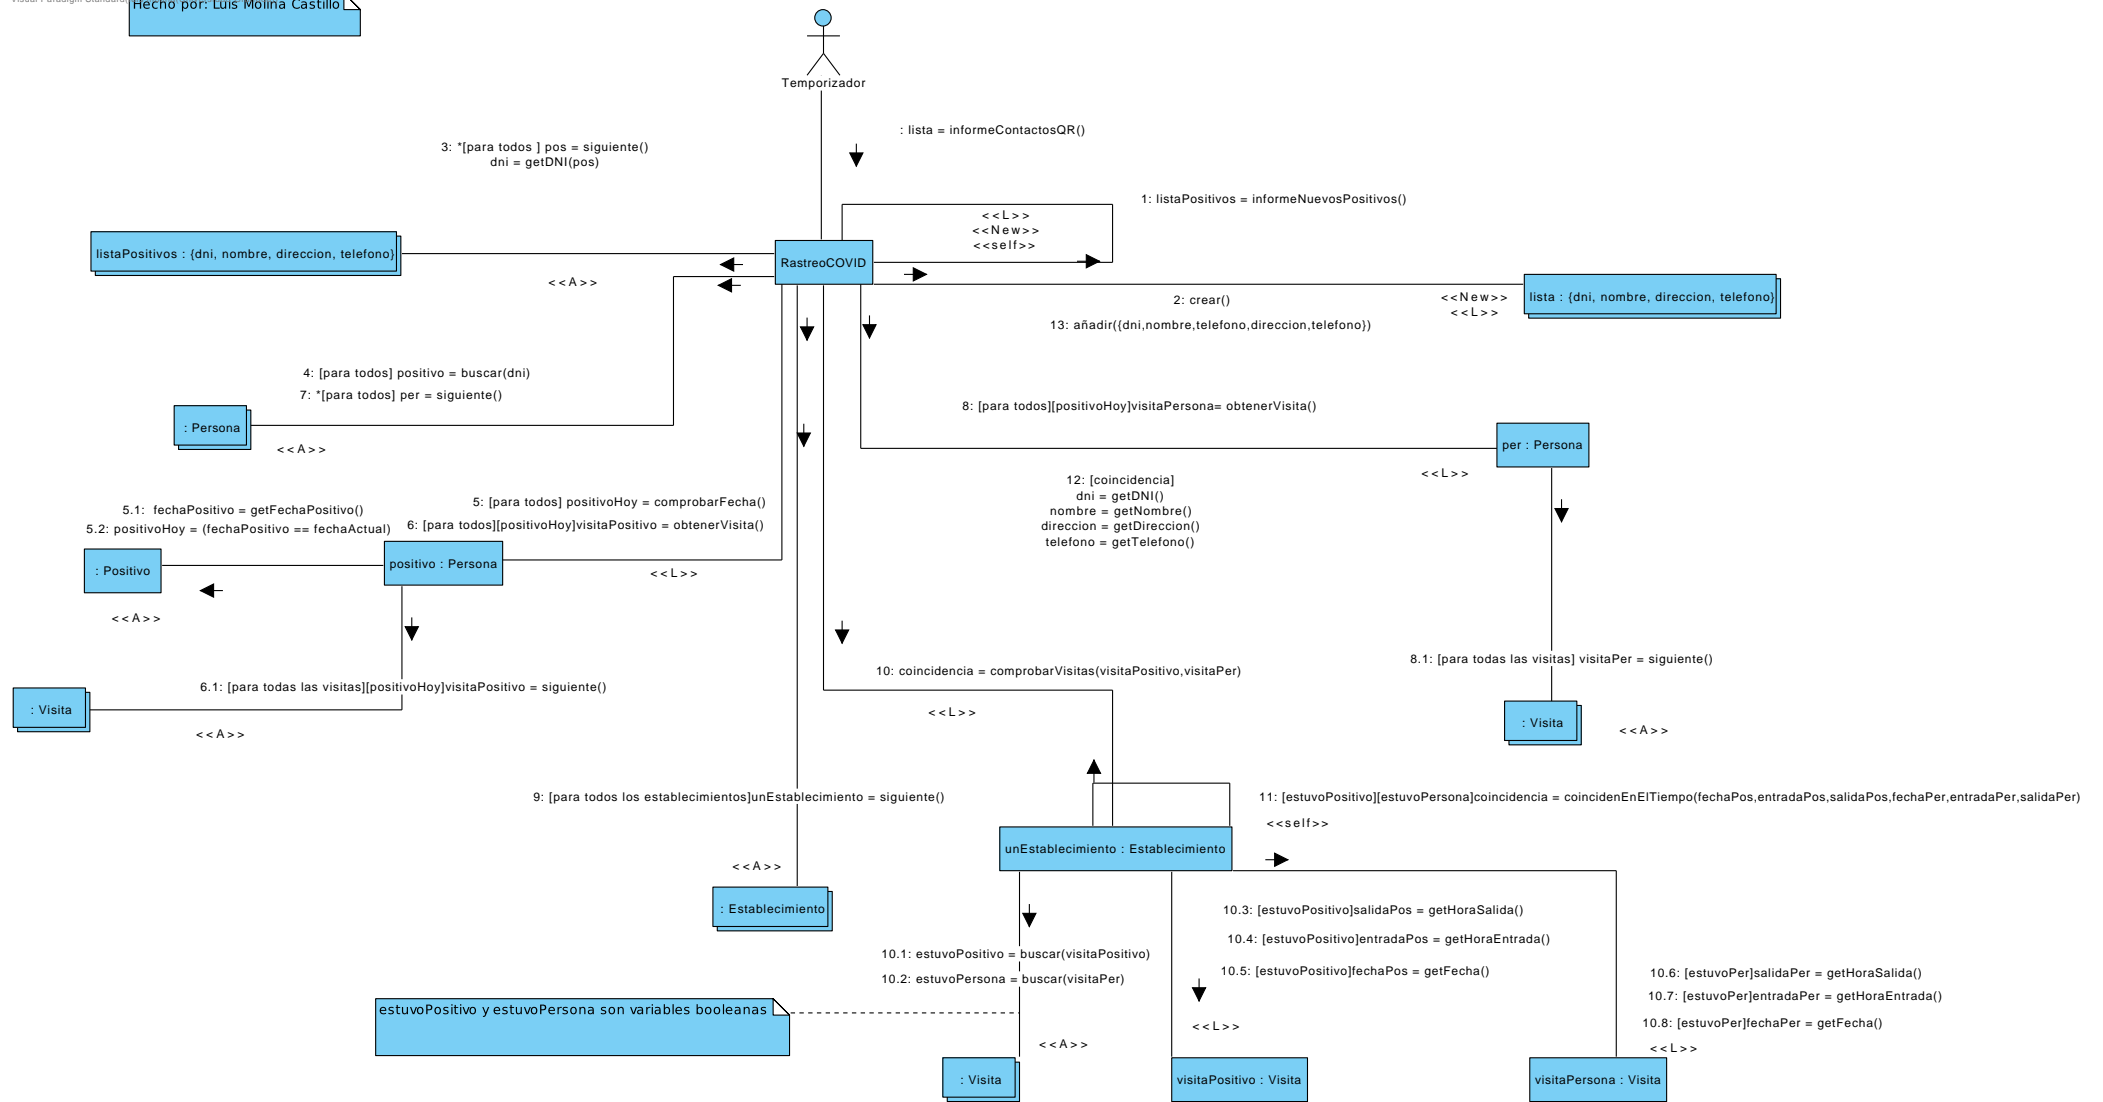 Hecho por: Luis Molina Castillo
Temporizador
: lista = informeContactosQR()
3: *[para todos ] pos = siguiente()
dni = getDNI(pos)
1: listaPositivos = informeNuevosPositivos()
<<L>>
<<New>>
<<self>>
listaPositivos : {dni, nombre, direccion, telefono}
RastreoCOVID
<<A>>
2: crear()
<<New>>
<<L>>
lista : {dni, nombre, direccion, telefono}
13: añadir({dni,nombre,telefono,direccion,telefono})
4: [para todos] positivo = buscar(dni)
7: *[para todos] per = siguiente()
8: [para todos][positivoHoy]visitaPersona= obtenerVisita()
: Persona
<<A>>
per : Persona
<<L>>
12: [coincidencia]
dni = getDNI()
nombre = getNombre()
direccion = getDireccion()
telefono = getTelefono()
5.1:  fechaPositivo = getFechaPositivo()
5.2: positivoHoy = (fechaPositivo == fechaActual)
5: [para todos] positivoHoy = comprobarFecha()
6: [para todos][positivoHoy]visitaPositivo = obtenerVisita()
: Positivo
positivo : Persona
<<L>>
<<A>>
10: coincidencia = comprobarVisitas(visitaPositivo,visitaPer)
8.1: [para todas las visitas] visitaPer = siguiente()
6.1: [para todas las visitas][positivoHoy]visitaPositivo = siguiente()
: Visita
<<A>>
<<L>>
: Visita
<<A>>
9: [para todos los establecimientos]unEstablecimiento = siguiente()
11: [estuvoPositivo][estuvoPersona]coincidencia = coincidenEnElTiempo(fechaPos,entradaPos,salidaPos,fechaPer,entradaPer,salidaPer)
<<self>>
unEstablecimiento : Establecimiento
<<A>>
: Establecimiento
10.1: estuvoPositivo = buscar(visitaPositivo)
10.2: estuvoPersona = buscar(visitaPer)
10.3: [estuvoPositivo]salidaPos = getHoraSalida()
10.4: [estuvoPositivo]entradaPos = getHoraEntrada()
10.5: [estuvoPositivo]fechaPos = getFecha()
10.6: [estuvoPer]salidaPer = getHoraSalida()
10.7: [estuvoPer]entradaPer = getHoraEntrada()
10.8: [estuvoPer]fechaPer = getFecha()
estuvoPositivo y estuvoPersona son variables booleanas
<<A>>
<<L>>
<<L>>
: Visita
visitaPositivo : Visita
visitaPersona : Visita